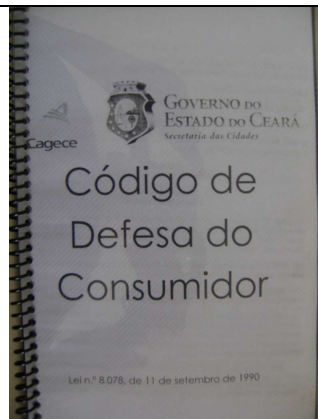 GOVERNO DO
ESTADO DO CEARÁ
Secretaria das Cidades
Cagece
Código de
Defesa do
Consumidor
Lei n.º 8.078, de 11 de setembro de 1990